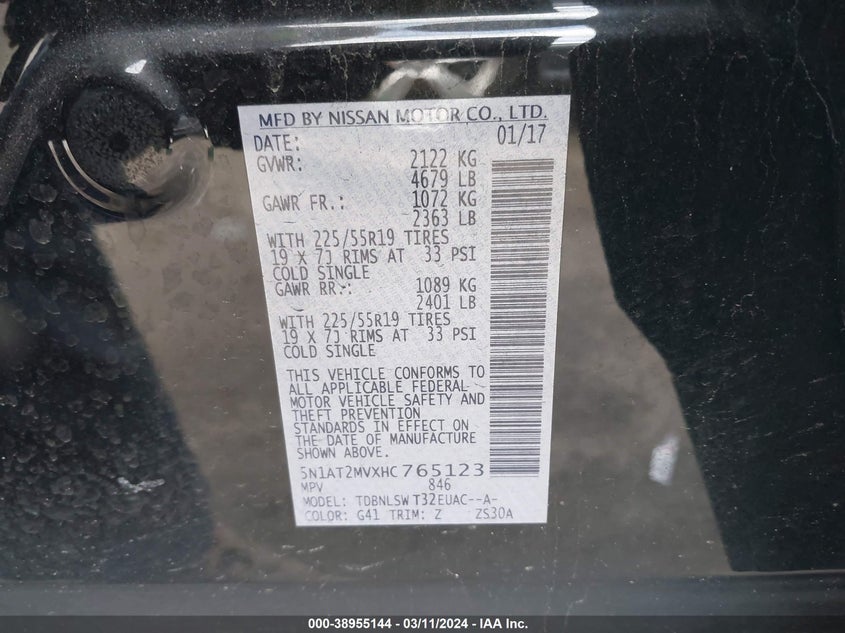 MFD BY NISSAN MOTOR CO., LTD.
DATE: 01/17
GVWR: 2122 KG
4679 LB
GAWR FR.: 1072 KG
2363 LB
WITH 225/55R19 TIRES
19 X 7J RIMS AT 33 PSI
COLD SINGLE
GAWR RR.: 1089 KG
2401 LB
WITH 225/55R19 TIRES
19 X 7J RIMS AT 33 PSI
COLD SINGLE
THIS VEHICLE CONFORMS TO
ALL APPLICABLE FEDERAL
MOTOR VEHICLE SAFETY AND
THEFT PREVENTION
STANDARDS IN EFFECT ON
THE DATE OF MANUFACTURE
SHOWN ABOVE.
5N1AT2MVXHC765123
MPV 846
MODEL: TDBNLSW T32EUAC--A-
COLOR: G41 TRIM: Z ZS30A
000-38955144 - 03/11/2024 - IAA Inc.